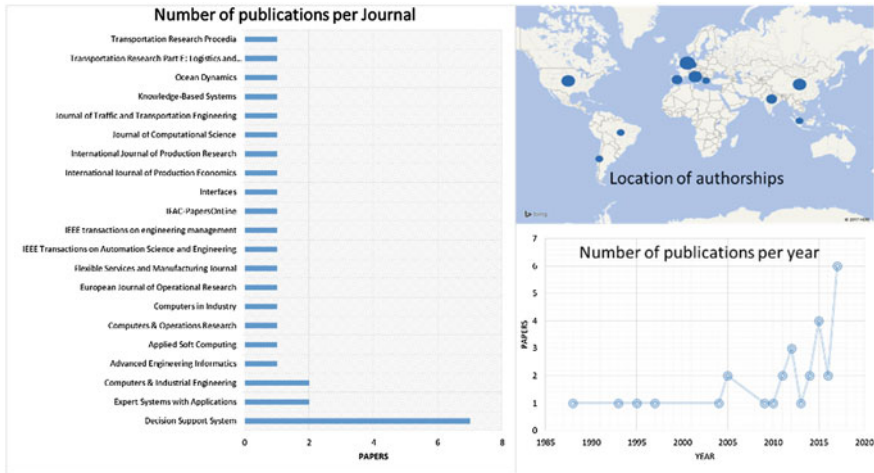 Number of publications per Journal
Transportation Research Procedia
Transportation Research Part E: Logistics and...
Ocean Dynamics
Knowledge-Based Systems
Journal of Traffic and Transportation Engineering
Journal of Computational Science
International Journal of Production Research
International Journal of Production Economics
Interfaces
IFAC-PapersOnLine
IEEE transactions on engineering management
IEEE Transactions on Automation Science and Engineering
Flexible Services and Manufacturing Journal
European Journal of Operational Research
Computers in Industry
Computers & Operations Research
Applied Soft Computing
Advanced Engineering Informatics
Computers & Industrial Engineering
Expert Systems with Applications
Decision Support System
0 2 4 6 8
PAPERS
Location of authorships
bing
© 2017 HERE
Number of publications per year
7
6
5
4
3
2
1
0
PAPERS
1985 1990 1995 2000 2005 2010 2015 2020
YEAR